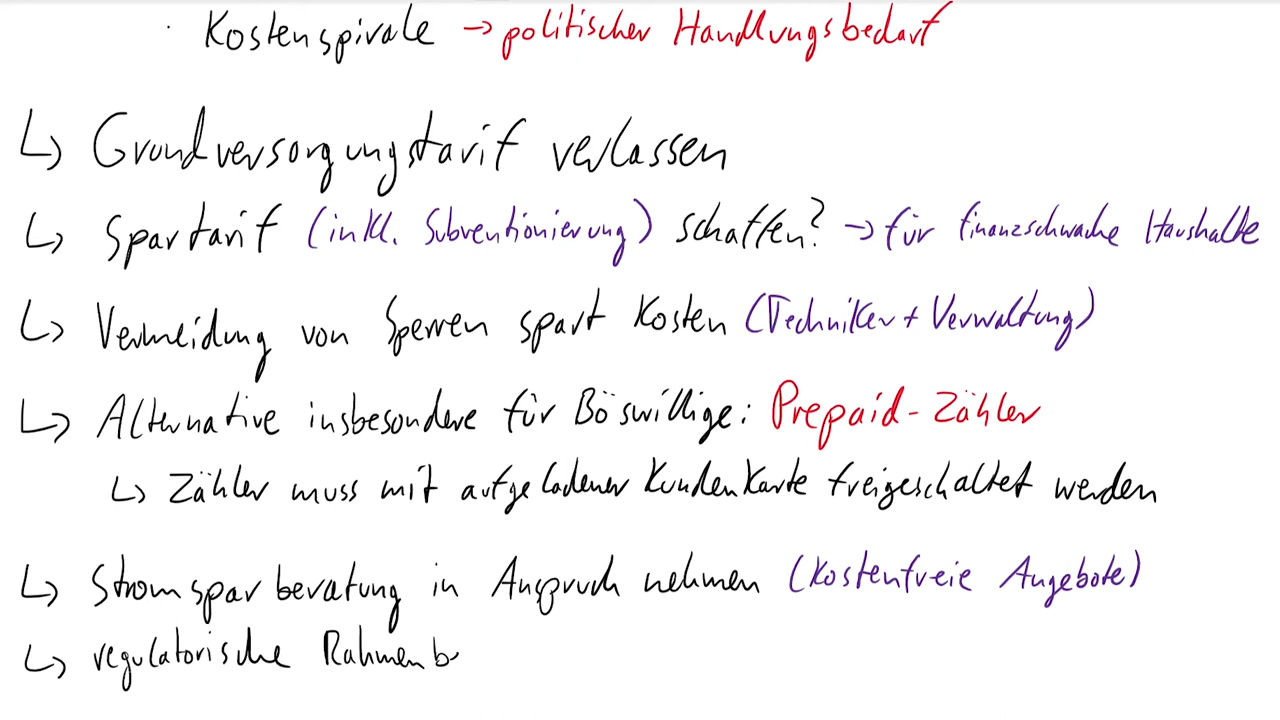 · Kostenspirale → politischer Handlungsbedarf
↳ Grundversorgungstarif verlassen
↳ Spartarif (inkl. Subventionierung) schaffen? → für finanzschwache Haushalte
↳ Vermeidung von Sperren spart Kosten (Techniker + Verwaltung)
↳ Alternative insbesondere für Böswillige: Prepaid-Zähler
↳ Zähler muss mit aufgeladener Kundenkarte freigeschaltet werden
↳ Stromsparberatung in Anspruch nehmen (kostenfreie Angebote)
↳ regulatorische Rahmenb